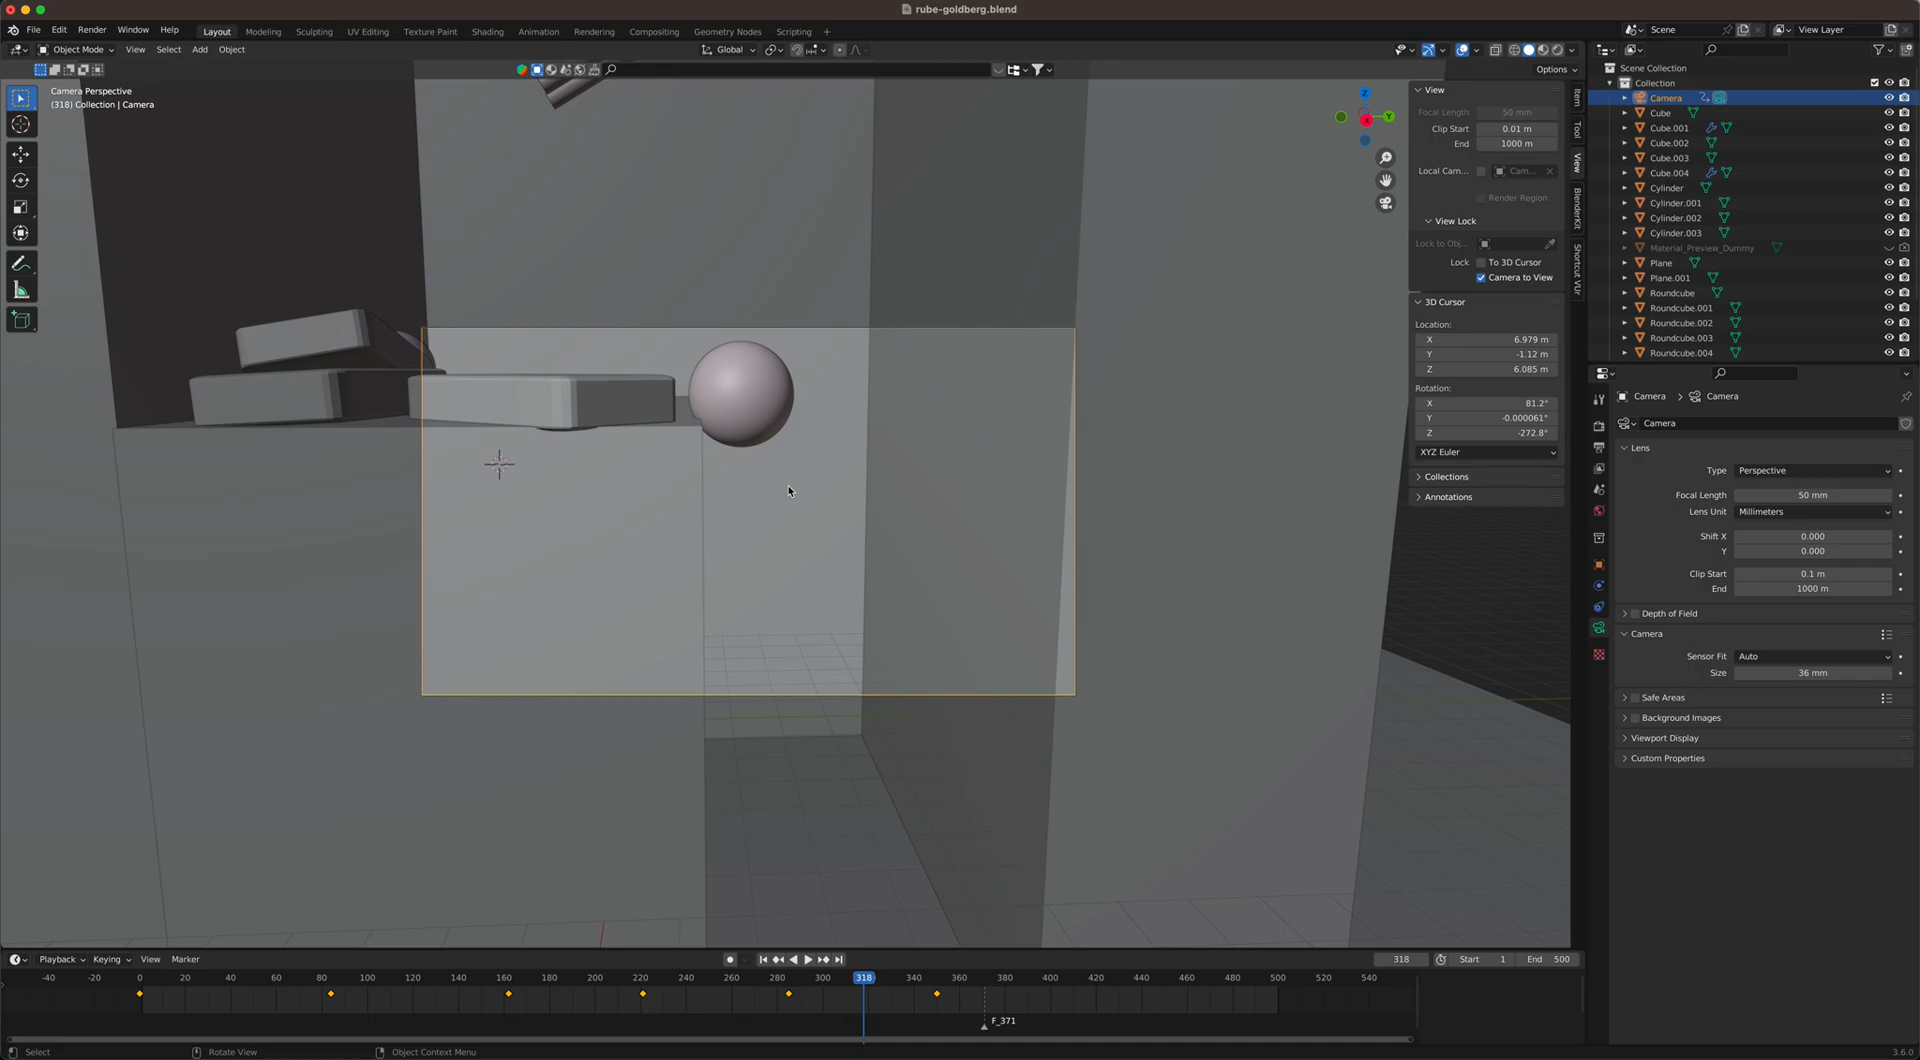 rube-goldberg.blend
File Edit Render Window Help Layout Modeling Sculpting UV Editing Texture Paint Shading Animation Rendering Compositing Geometry Nodes Scripting + Scene View Layer
Object Mode View Select Add Object Global
Options
Camera Perspective
(318) Collection | Camera
Z
Y
X
View
Focal Length 50 mm
Clip Start 0.01 m
End 1000 m
Local Cam... Cam...
Render Region
View Lock
Lock to Obj...
Lock To 3D Cursor
Camera to View
3D Cursor
Location:
X 6.979 m
Y -1.12 m
Z 6.085 m
Rotation:
X 81.2°
Y -0.000061°
Z -272.8°
XYZ Euler
Collections
Annotations
Item
Tool
View
BlenderKit
Shortcut VUr
Scene Collection
Collection
Camera
Cube
Cube.001
Cube.002
Cube.003
Cube.004
Cylinder
Cylinder.001
Cylinder.002
Cylinder.003
Material_Preview_Dummy
Plane
Plane.001
Roundcube
Roundcube.001
Roundcube.002
Roundcube.003
Roundcube.004
Camera Camera
Camera
Lens
Type Perspective
Focal Length 50 mm
Lens Unit Millimeters
Shift X 0.000
Y 0.000
Clip Start 0.1 m
End 1000 m
Depth of Field
Camera
Sensor Fit Auto
Size 36 mm
Safe Areas
Background Images
Viewport Display
Custom Properties
Playback Keying View Marker 318 Start 1 End 500
-40 -20 0 20 40 60 80 100 120 140 160 180 200 220 240 260 280 300 318 340 360 380 400 420 440 460 480 500 520 540
F_371
Select Rotate View Object Context Menu 3.6.0